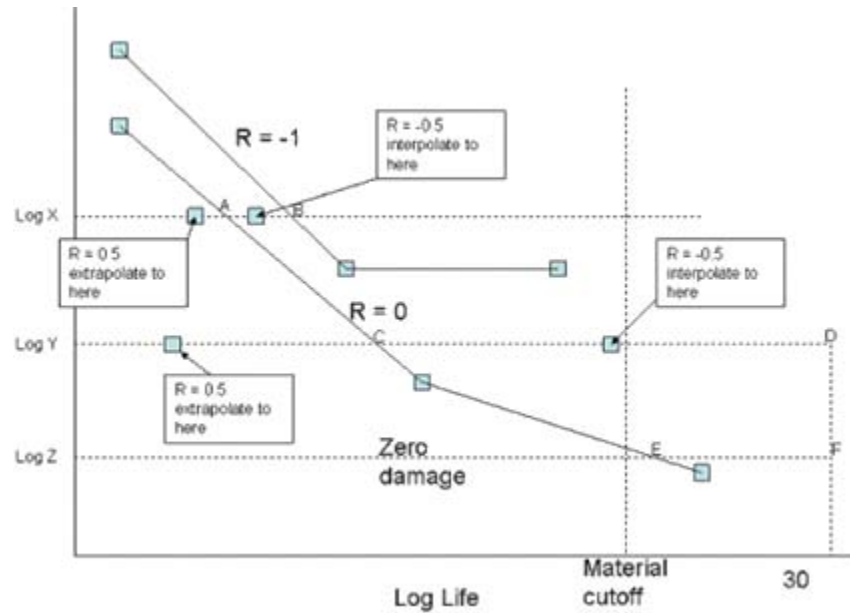 R = -1
R = -0.5
interpolate to
here
Log X
A
B
R = 0.5
extrapolate to
here
R = -0.5
interpolate to
here
R = 0
Log Y
C
D
R = 0.5
extrapolate to
here
Log Z
Zero
damage
E
F
Log Life
Material
cutoff
30